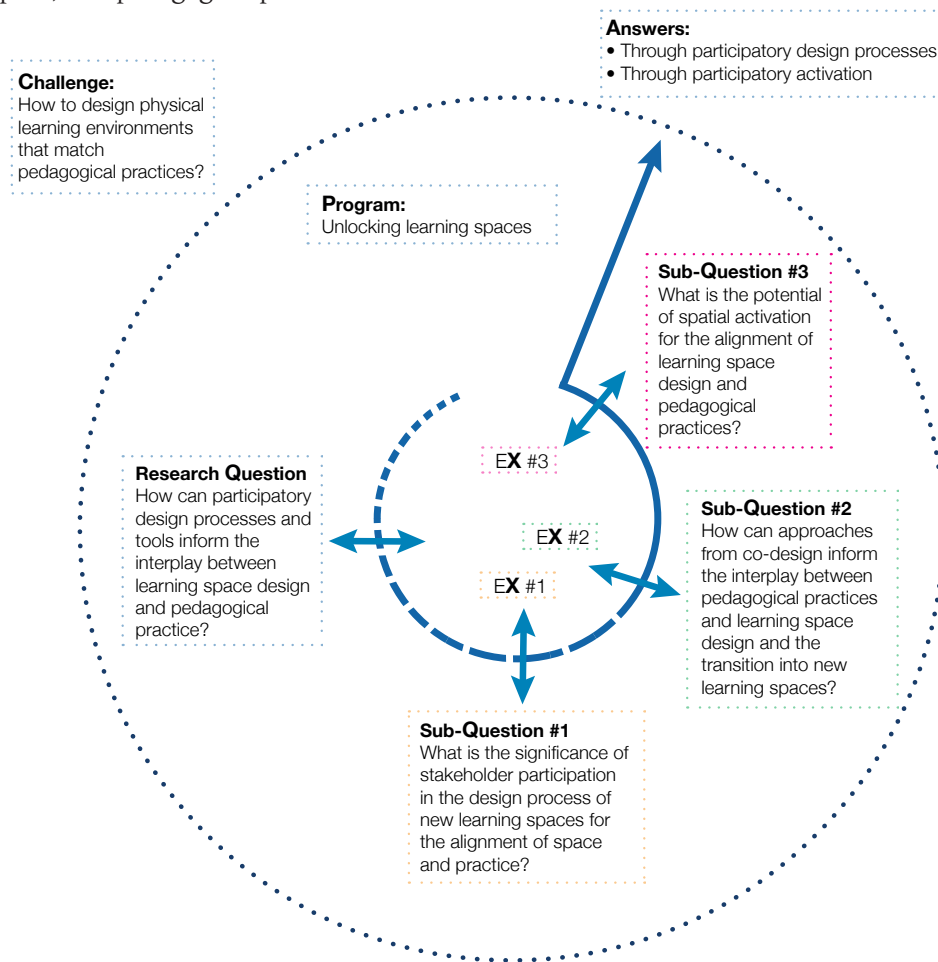 Answers:
• Through participatory design processes
• Through participatory activation
Challenge:
How to design physical
learning environments
that match
pedagogical practices?
Program:
Unlocking learning spaces
Sub-Question #3
What is the potential
of spatial activation
for the alignment of
learning space
design and
pedagogical
practices?
EX #3
Research Question
How can participatory
design processes and
tools inform the
interplay between
learning space design
and pedagogical
practice?
EX #2
EX #1
Sub-Question #2
How can approaches
from co-design inform
the interplay between
pedagogical practices
and learning space
design and the
transition into new
learning spaces?
Sub-Question #1
What is the significance of
stakeholder participation
in the design process of
new learning spaces for
the alignment of space
and practice?